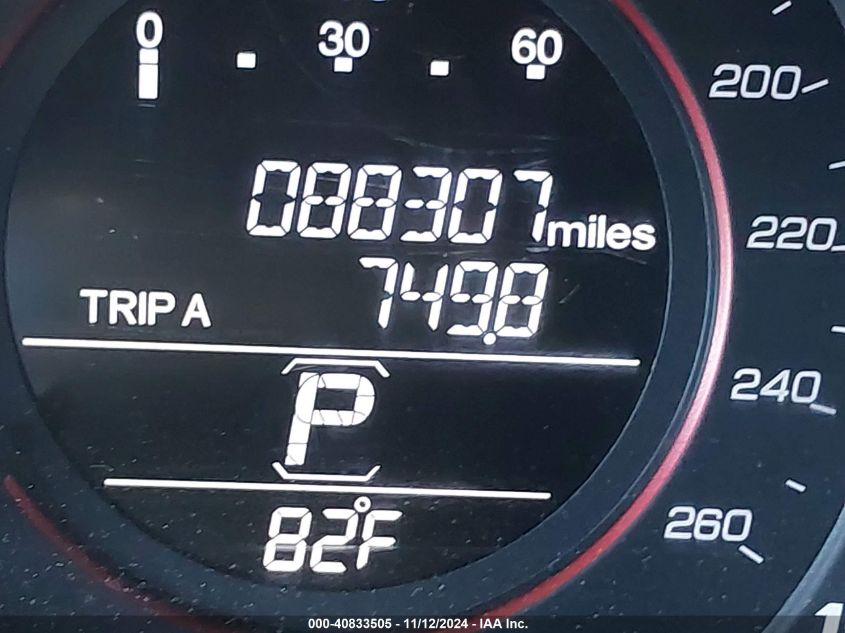 0 30 60
200
088307 miles
220
TRIP A 749.8
240
P
260
82°F
000-40833505 - 11/12/2024 - IAA Inc.